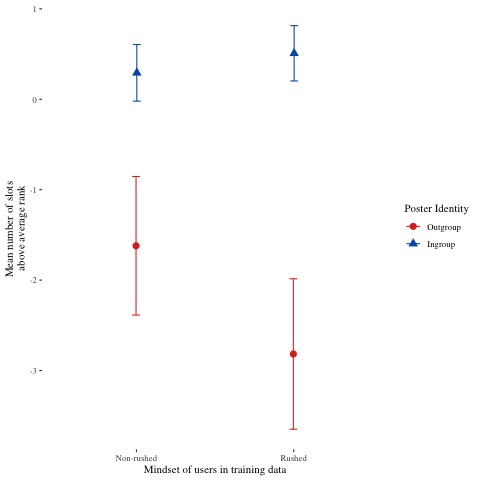 1
0
-1
-2
-3
Mean number of slots
above average rank
Non-rushed
Rushed
Mindset of users in training data
Poster Identity
Outgroup
Ingroup